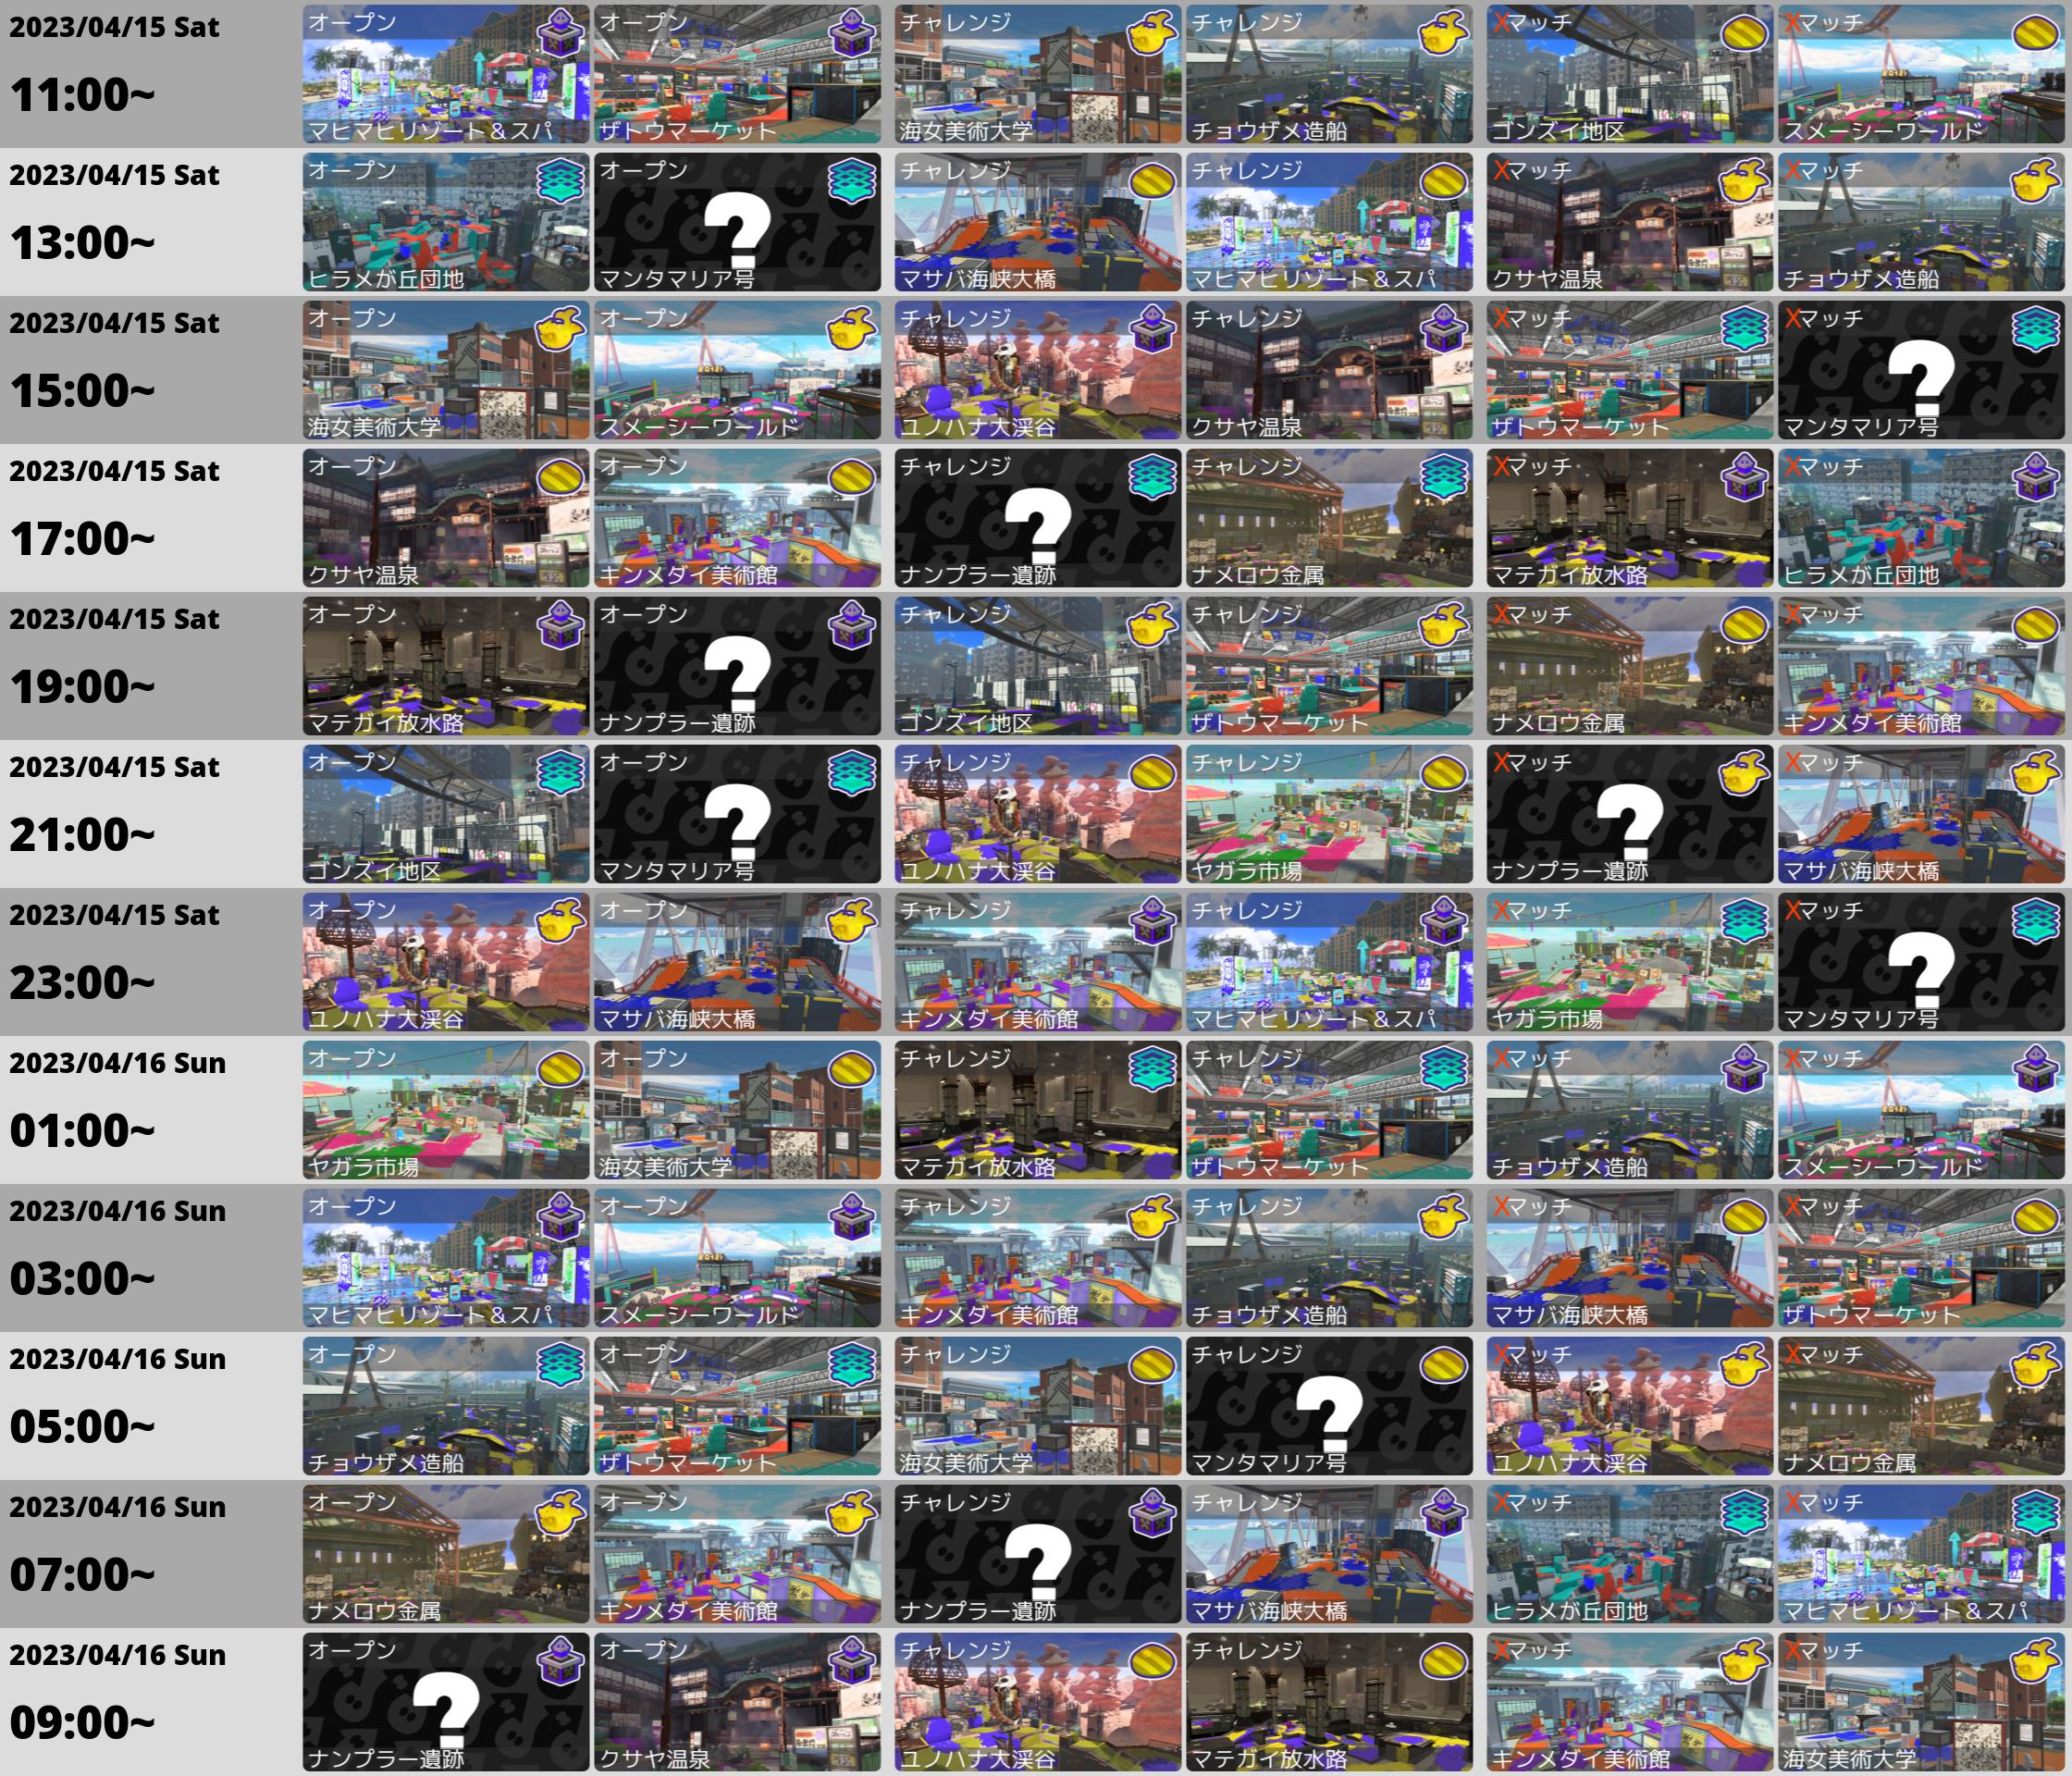 2023/04/15 Sat
11:00~
オープン オープン チャレンジ チャレンジ Xマッチ Xマッチ
マヒマヒリゾート＆スパ ザトウマーケット 海女美術大学 チョウザメ造船 ゴンズイ地区 スメーシーワールド
2023/04/15 Sat
13:00~
オープン オープン チャレンジ チャレンジ Xマッチ Xマッチ
?
ヒラメが丘団地 マンタマリア号 マサバ海峡大橋 マヒマヒリゾート＆スパ クサヤ温泉 チョウザメ造船
2023/04/15 Sat
15:00~
オープン オープン チャレンジ チャレンジ Xマッチ Xマッチ
?
海女美術大学 スメーシーワールド ユノハナ大渓谷 クサヤ温泉 ザトウマーケット マンタマリア号
2023/04/15 Sat
17:00~
オープン オープン チャレンジ チャレンジ Xマッチ Xマッチ
?
クサヤ温泉 キンメダイ美術館 ナンプラー遺跡 ナメロウ金属 マテガイ放水路 ヒラメが丘団地
2023/04/15 Sat
19:00~
オープン オープン チャレンジ チャレンジ Xマッチ Xマッチ
?
マテガイ放水路 ナンプラー遺跡 ゴンズイ地区 ザトウマーケット ナメロウ金属 キンメダイ美術館
2023/04/15 Sat
21:00~
オープン オープン チャレンジ チャレンジ Xマッチ Xマッチ
? ?
ゴンズイ地区 マンタマリア号 ユノハナ大渓谷 ヤガラ市場 ナンプラー遺跡 マサバ海峡大橋
2023/04/15 Sat
23:00~
オープン オープン チャレンジ チャレンジ Xマッチ Xマッチ
?
ユノハナ大渓谷 マサバ海峡大橋 キンメダイ美術館 マヒマヒリゾート＆スパ ヤガラ市場 マンタマリア号
2023/04/16 Sun
01:00~
オープン オープン チャレンジ チャレンジ Xマッチ Xマッチ
ヤガラ市場 海女美術大学 マテガイ放水路 ザトウマーケット チョウザメ造船 スメーシーワールド
2023/04/16 Sun
03:00~
オープン オープン チャレンジ チャレンジ Xマッチ Xマッチ
マヒマヒリゾート＆スパ スメーシーワールド キンメダイ美術館 チョウザメ造船 マサバ海峡大橋 ザトウマーケット
2023/04/16 Sun
05:00~
オープン オープン チャレンジ チャレンジ Xマッチ Xマッチ
?
チョウザメ造船 ザトウマーケット 海女美術大学 マンタマリア号 ユノハナ大渓谷 ナメロウ金属
2023/04/16 Sun
07:00~
オープン オープン チャレンジ チャレンジ Xマッチ Xマッチ
?
ナメロウ金属 キンメダイ美術館 ナンプラー遺跡 マサバ海峡大橋 ヒラメが丘団地 マヒマヒリゾート＆スパ
2023/04/16 Sun
09:00~
オープン オープン チャレンジ チャレンジ Xマッチ Xマッチ
?
ナンプラー遺跡 クサヤ温泉 ユノハナ大渓谷 マテガイ放水路 キンメダイ美術館 海女美術大学